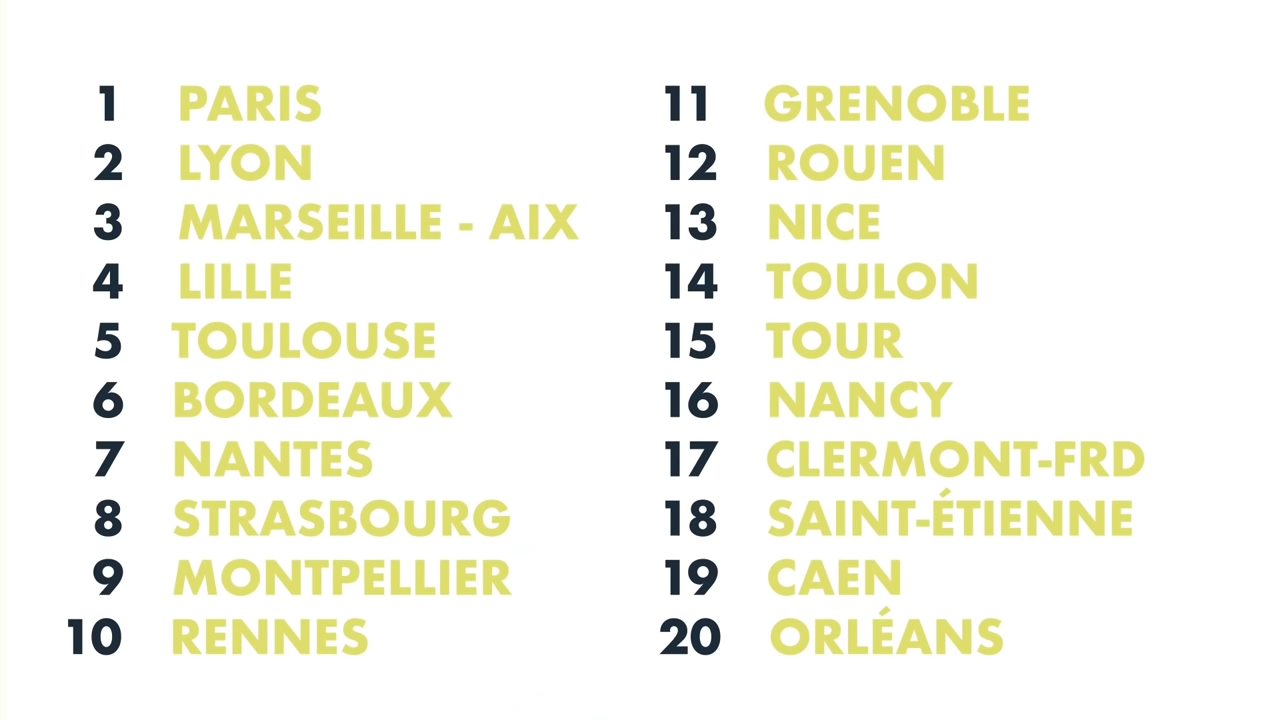 1 PARIS
2 LYON
3 MARSEILLE - AIX
4 LILLE
5 TOULOUSE
6 BORDEAUX
7 NANTES
8 STRASBOURG
9 MONTPELLIER
10 RENNES
11 GRENOBLE
12 ROUEN
13 NICE
14 TOULON
15 TOUR
16 NANCY
17 CLERMONT-FRD
18 SAINT-ÉTIENNE
19 CAEN
20 ORLÉANS